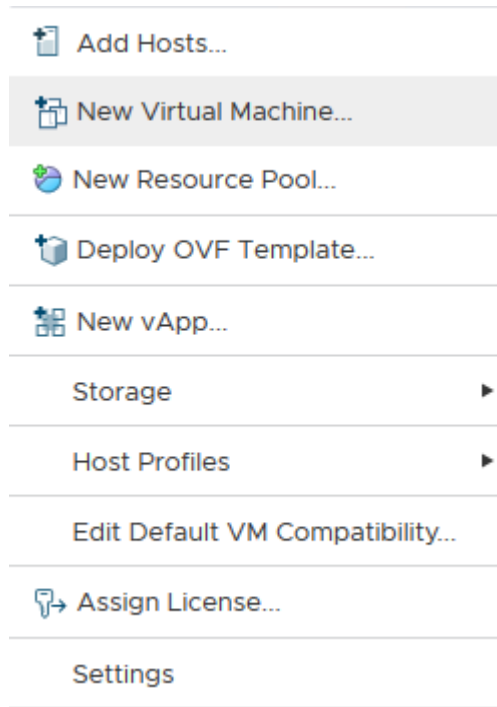 Add Hosts...
New Virtual Machine...
New Resource Pool...
Deploy OVF Template...
New vApp...
Storage
Host Profiles
Edit Default VM Compatibility...
Assign License...
Settings